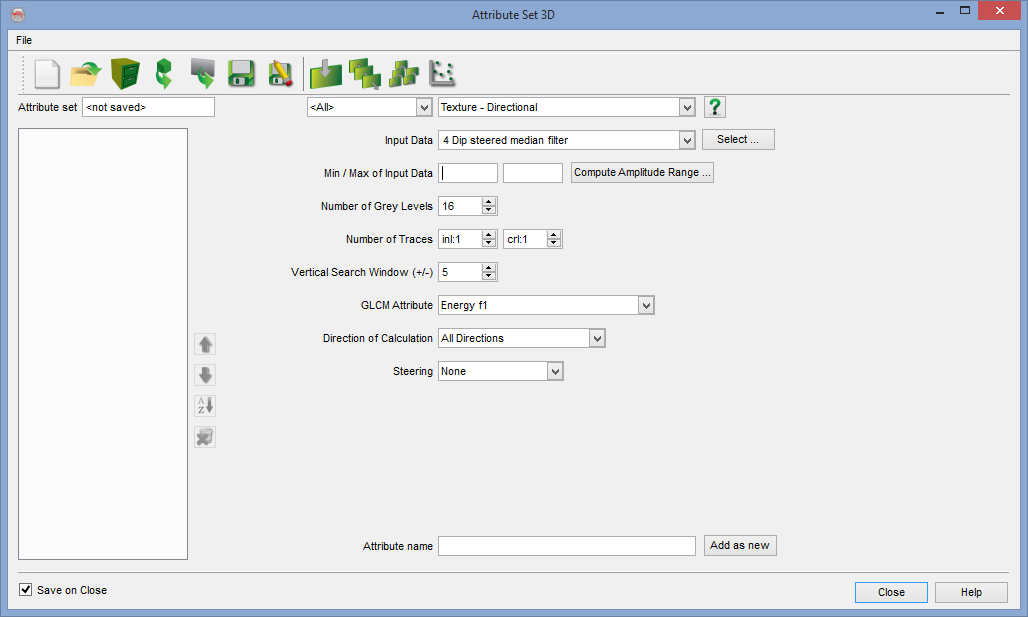 Attribute Set 3D
File
Attribute set <not saved> <All> Texture - Directional ?
Input Data 4 Dip steered median filter Select ...
Min / Max of Input Data Compute Amplitude Range ...
Number of Grey Levels 16
Number of Traces inl:1 crl:1
Vertical Search Window (+/-) 5
GLCM Attribute Energy f1
Direction of Calculation All Directions
Steering None
A
Z
Attribute name Add as new
Save on Close Close Help